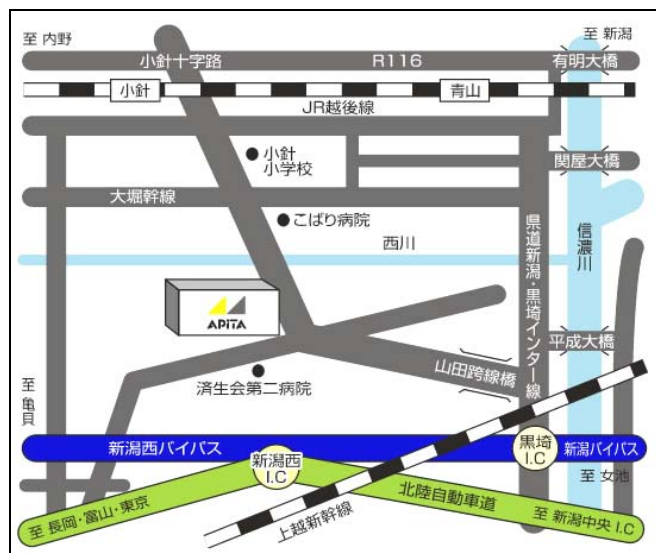 至 内野
至 新潟
小針十字路
R116
有明大橋
小針
青山
JR越後線
小針
小学校
関屋大橋
大堀幹線
こばり病院
西川
信濃川
県道新潟・黒埼インター線
APiTA
平成大橋
山田跨線橋
済生会第二病院
至 亀貝
新潟西バイパス
黒埼
I.C
新潟バイパス
新潟西
I.C
至 女池
北陸自動車道
至 長岡・富山・東京
上越新幹線
至 新潟中央 I.C